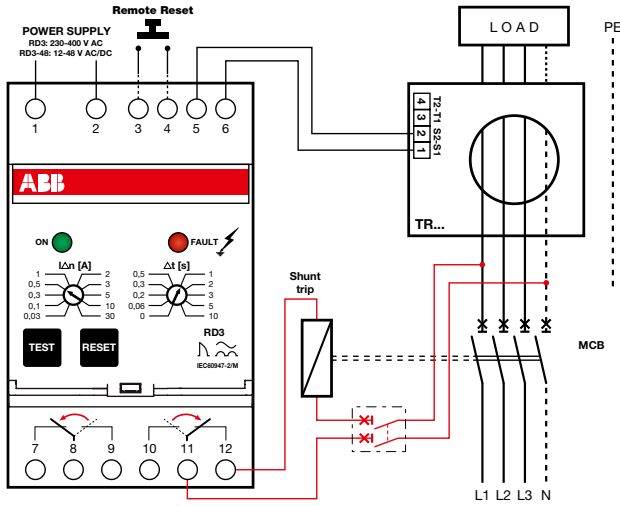 Remote Reset
LOAD
PE
POWER SUPPLY
RD3: 230-400 V AC
RD3-48: 12-48 V AC/DC
1
2
3
4
5
6
4
3
2
1
T2-T1 S2-S1
TR...
ABB
ON
FAULT
IΔn [A]
Δt [s]
1
2
0,5
3
0,3
5
0,1
10
0,03
30
0,5
1
0,3
2
0,2
3
0,06
5
0
10
Shunt
trip
TEST
RESET
RD3
IEC60947-2/M
MCB
7
8
9
10
11
12
L1 L2 L3 N